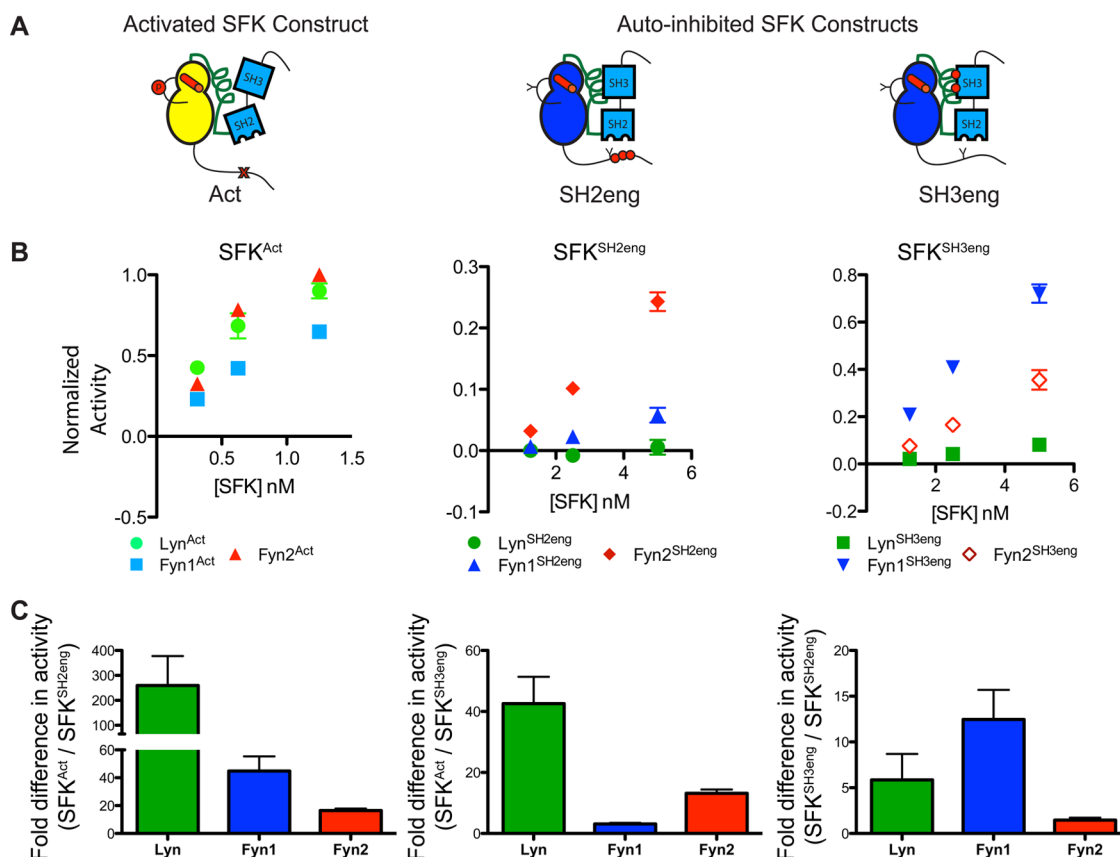 A
Activated SFK Construct
Auto-inhibited SFK Constructs
P
SH3
SH2
Act
Y
SH3
SH2
Y
SH2eng
Y
SH3
SH2
Y
SH3eng
B
SFKAct
Normalized
Activity
1.0
0.5
0.0
-0.5
0.5
1.0
1.5
[SFK] nM
LynAct
Fyn1Act
Fyn2Act
SFKSH2eng
0.3
0.2
0.1
0.0
-0.1
2
4
6
[SFK] nM
LynSH2eng
Fyn1SH2eng
Fyn2SH2eng
SFKSH3eng
0.8
0.6
0.4
0.2
0.0
-0.2
2
4
6
[SFK] nM
LynSH3eng
Fyn1SH3eng
Fyn2SH3eng
C
Fold difference in activity
(SFKAct / SFKSH2eng)
400
300
200
100
60
40
20
0
Lyn
Fyn1
Fyn2
Fold difference in activity
(SFKAct / SFKSH3eng)
60
40
20
0
Lyn
Fyn1
Fyn2
Fold difference in activity
(SFKSH3eng / SFKSH2eng)
20
15
10
5
0
Lyn
Fyn1
Fyn2